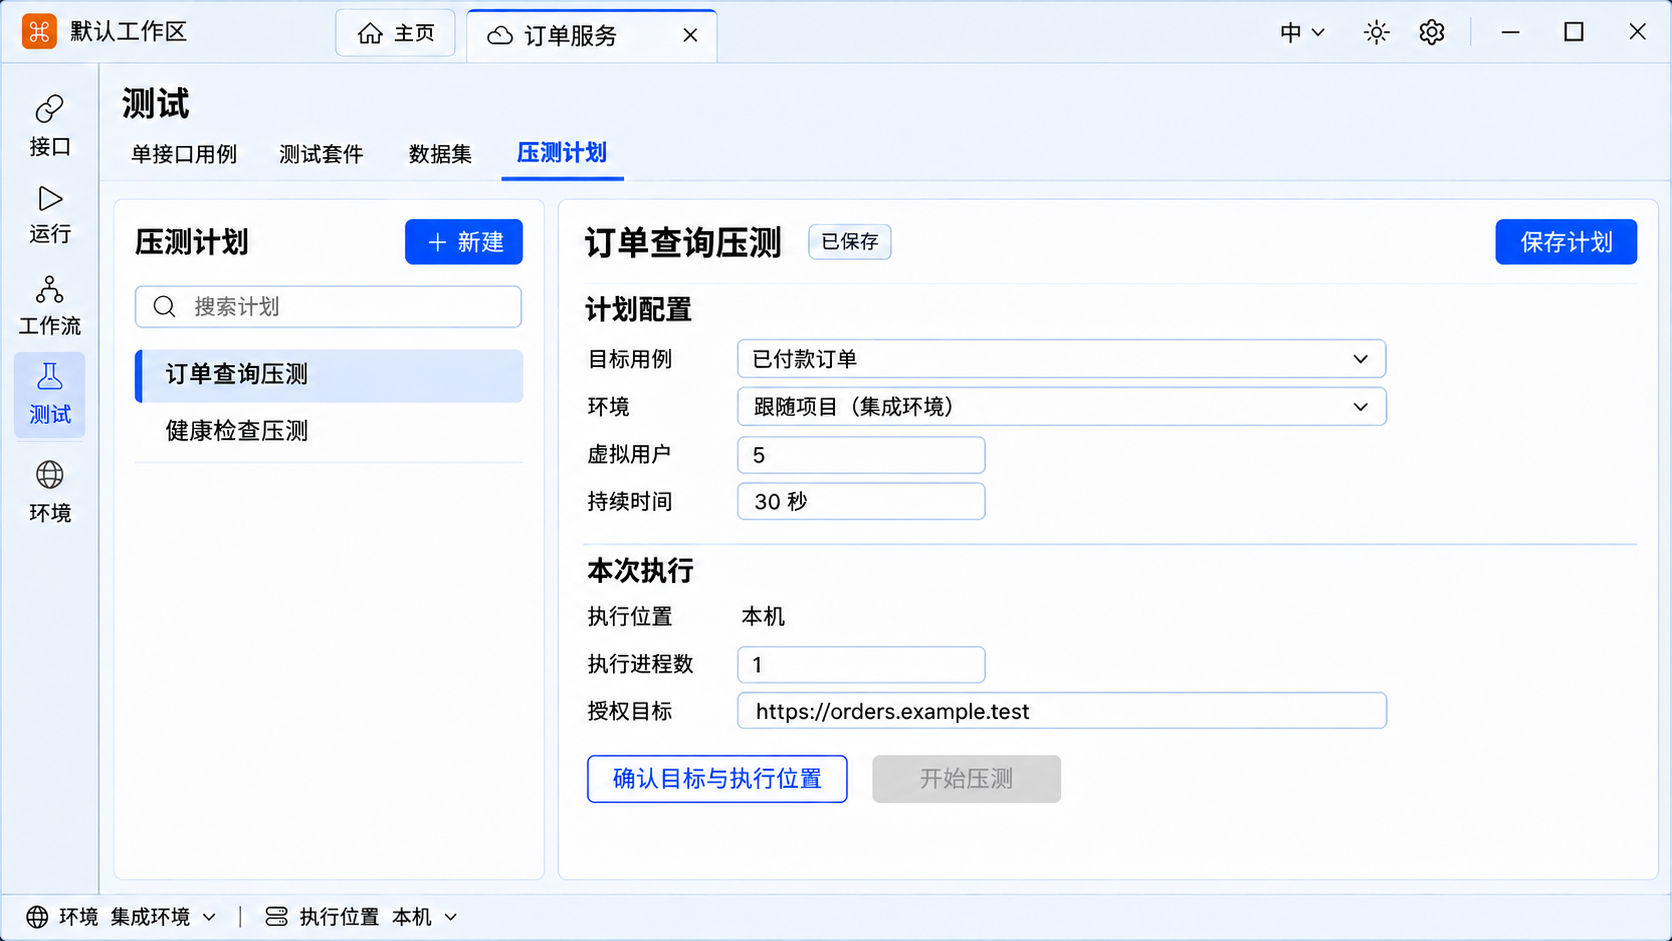 默认工作区
主页
订单服务
中
接口
运行
工作流
测试
环境
测试
单接口用例
测试套件
数据集
压测计划
压测计划
新建
搜索计划
订单查询压测
健康检查压测
订单查询压测
已保存
保存计划
计划配置
目标用例 已付款订单
环境 跟随项目（集成环境）
虚拟用户 5
持续时间 30 秒
本次执行
执行位置 本机
执行进程数 1
授权目标 https://orders.example.test
确认目标与执行位置
开始压测
环境 集成环境 | 执行位置 本机